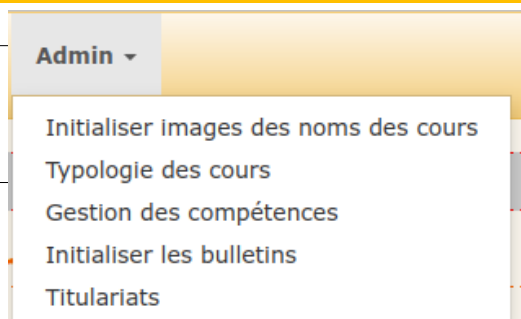 Admin
Initialiser images des noms des cours
Typologie des cours
Gestion des compétences
Initialiser les bulletins
Titulariats